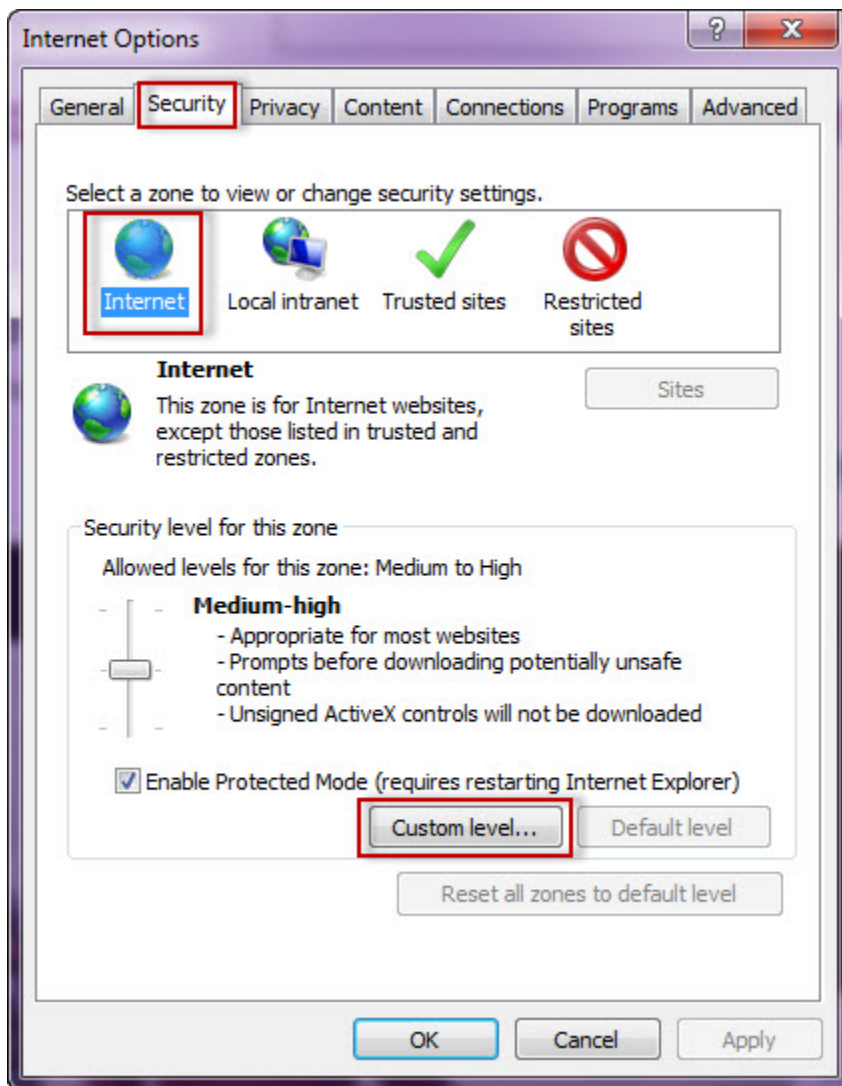 Internet Options
General Security Privacy Content Connections Programs Advanced
Select a zone to view or change security settings.
Internet Local intranet Trusted sites Restricted
sites
Internet
Sites
This zone is for Internet websites,
except those listed in trusted and
restricted zones.
Security level for this zone
Allowed levels for this zone: Medium to High
Medium-high
- Appropriate for most websites
- Prompts before downloading potentially unsafe
content
- Unsigned ActiveX controls will not be downloaded
Enable Protected Mode (requires restarting Internet Explorer)
Custom level... Default level
Reset all zones to default level
OK Cancel Apply